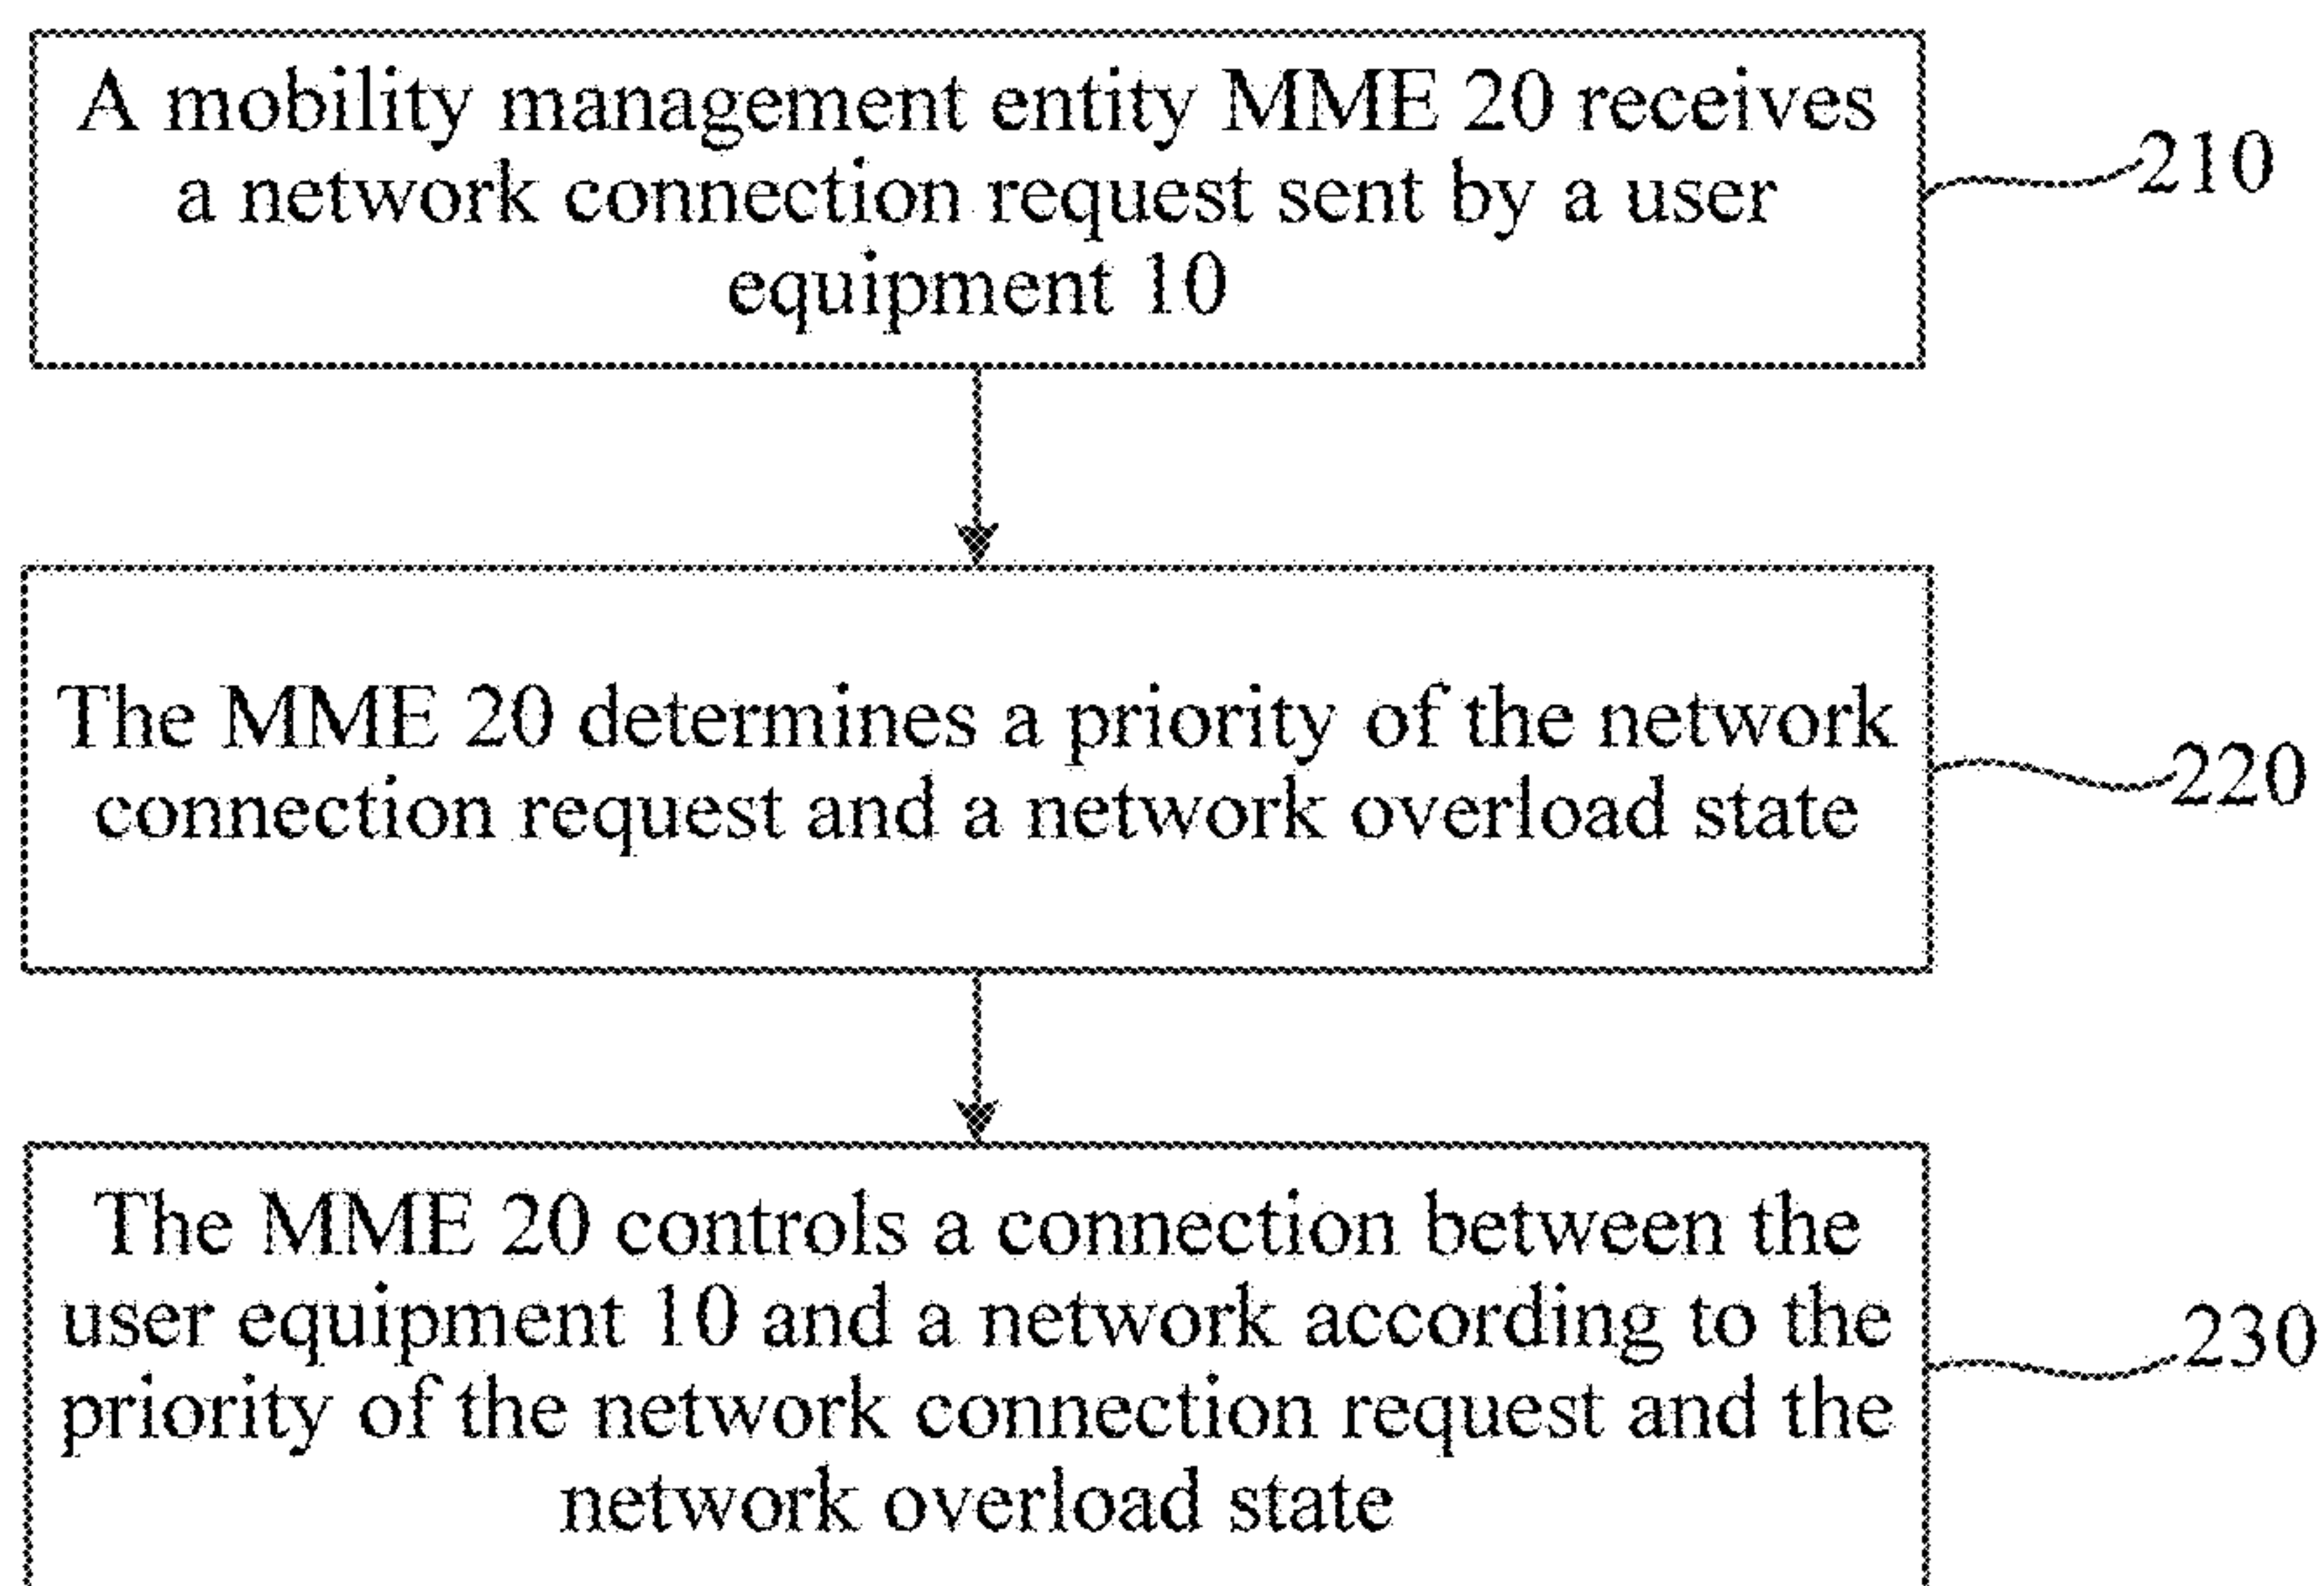 A mobility management entity MME 20 receives
a network connection request sent by a user
equipment 10
210
The MME 20 determines a priority of the network
connection request and a network overload state
220
The MME 20 controls a connection between the
user equipment 10 and a network according to the
priority of the network connection request and the
network overload state
230